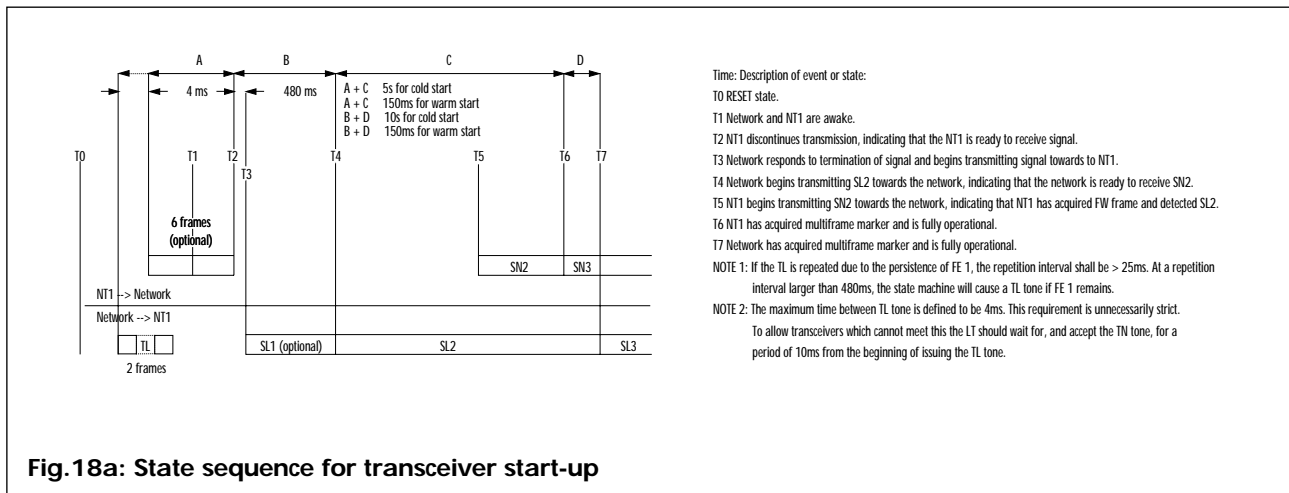 A B C D
4 ms 480 ms
A + C 5s for cold start
A + C 150ms for warm start
B + D 10s for cold start
B + D 150ms for warm start
T0 T1 T2 T3 T4 T5 T6 T7
6 frames
(optional)
SN2 SN3
NT1 --> Network
Network --> NT1
TL SL1 (optional) SL2 SL3
2 frames
Time: Description of event or state:
T0 RESET state.
T1 Network and NT1 are awake.
T2 NT1 discontinues transmission, indicating that the NT1 is ready to receive signal.
T3 Network responds to termination of signal and begins transmitting signal towards to NT1.
T4 Network begins transmitting SL2 towards the network, indicating that the network is ready to receive SN2.
T5 NT1 begins transmitting SN2 towards the network, indicating that NT1 has acquired FW frame and detected SL2.
T6 NT1 has acquired multiframe marker and is fully operational.
T7 Network has acquired multiframe marker and is fully operational.
NOTE 1: If the TL is repeated due to the persistence of FE 1, the repetition interval shall be > 25ms. At a repetition
interval larger than 480ms, the state machine will cause a TL tone if FE 1 remains.
NOTE 2: The maximum time between TL tone is defined to be 4ms. This requirement is unnecessarily strict.
To allow transceivers which cannot meet this the LT should wait for, and accept the TN tone, for a
period of 10ms from the beginning of issuing the TL tone.
Fig.18a: State sequence for transceiver start-up